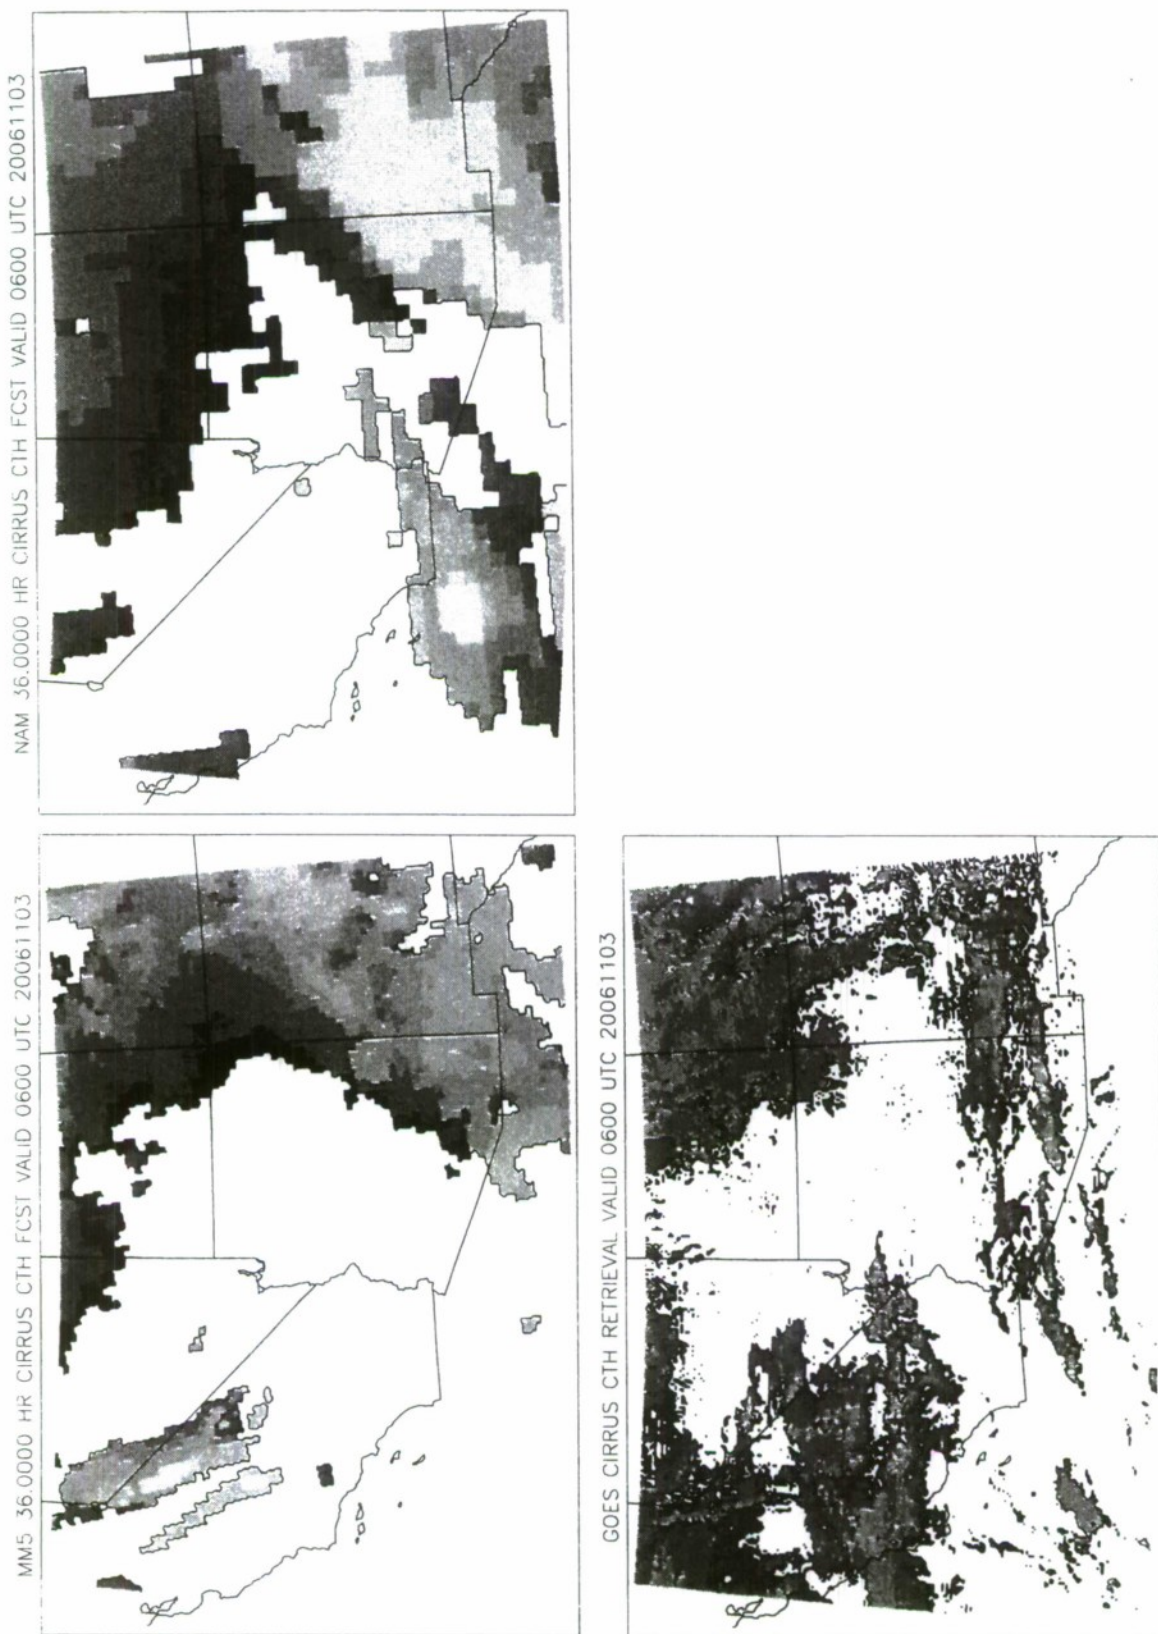 MM5 36.0000 HR CIRRUS CTH FCST VALID 0600 UTC 20061103
NAM 36.0000 HR CIRRUS CTH FCST VALID 0600 UTC 20061103
GOES CIRRUS CTH RETRIEVAL VALID 0600 UTC 20061103